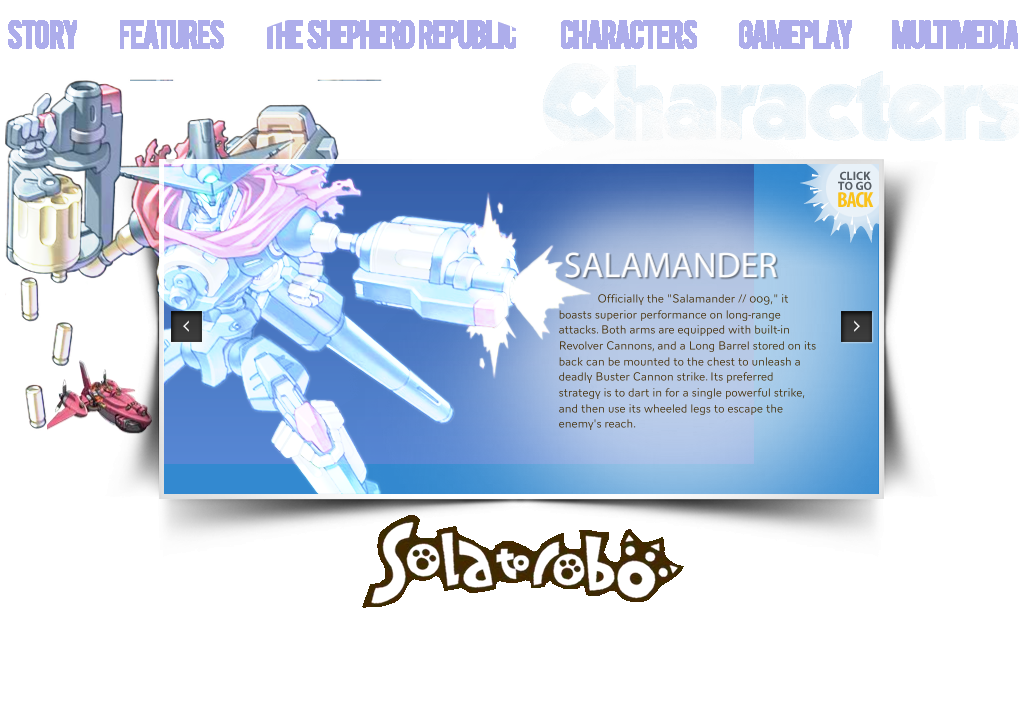 STORY FEATURES THE SHEPHERD REPUBLIC CHARACTERS GAMEPLAY MULTIMEDIA
Characters
CLICK
TO GO
BACK
SALAMANDER
Officially the "Salamander // 009," it
boasts superior performance on long-range
attacks. Both arms are equipped with built-in
Revolver Cannons, and a Long Barrel stored on its
back can be mounted to the chest to unleash a
deadly Buster Cannon strike. Its preferred
strategy is to dart in for a single powerful strike,
and then use its wheeled legs to escape the
enemy's reach.
Solatorobo